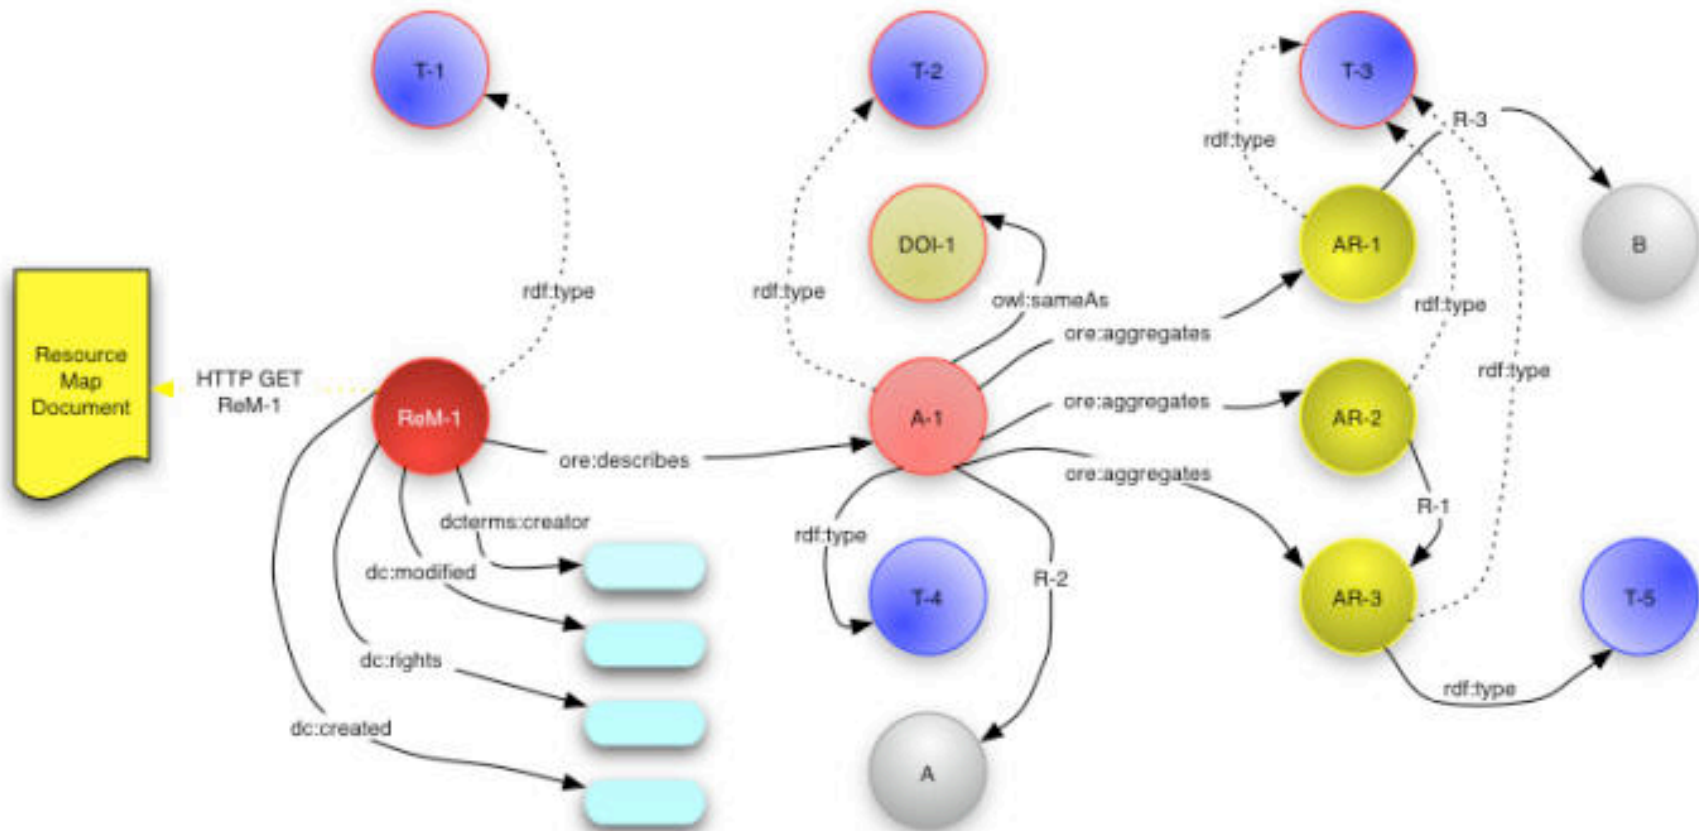 T-1
T-2
T-3
R-3
rdf:type
DOI-1
AR-1
B
rdf:type
rdf:type
owl:sameAs
rdf:type
ore:aggregates
Resource
Map
Document
HTTP GET
ReM-1
ReM-1
A-1
ore:aggregates
AR-2
rdf:type
ore:describes
ore:aggregates
R-1
dcterms:creator
rdf:type
dc:modified
R-2
T-4
AR-3
T-5
dc:rights
rdf:type
dc:created
A